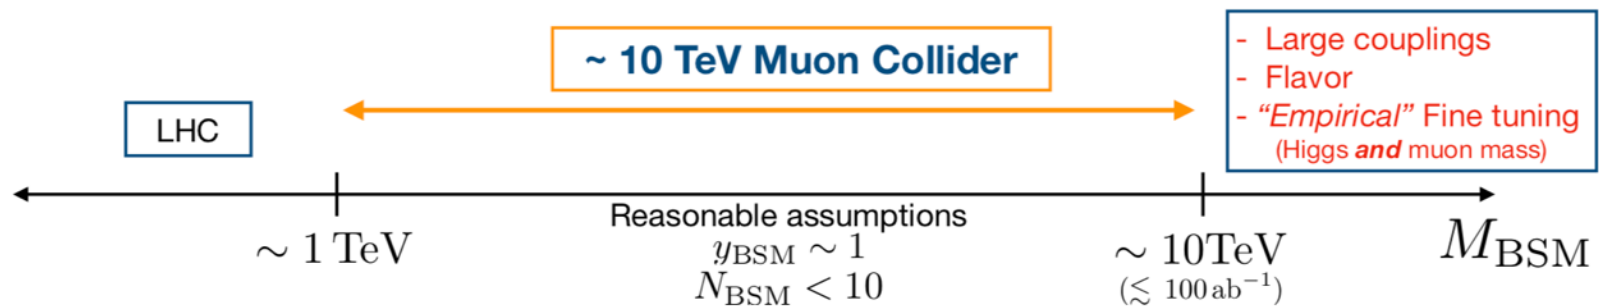 ~ 10 TeV Muon Collider
- Large couplings
- Flavor
- “Empirical” Fine tuning
(Higgs and muon mass)
LHC
Reasonable assumptions
y_BSM ∼ 1
N_BSM < 10
∼ 1 TeV
∼ 10TeV
(≲ 100 ab⁻¹)
M_BSM